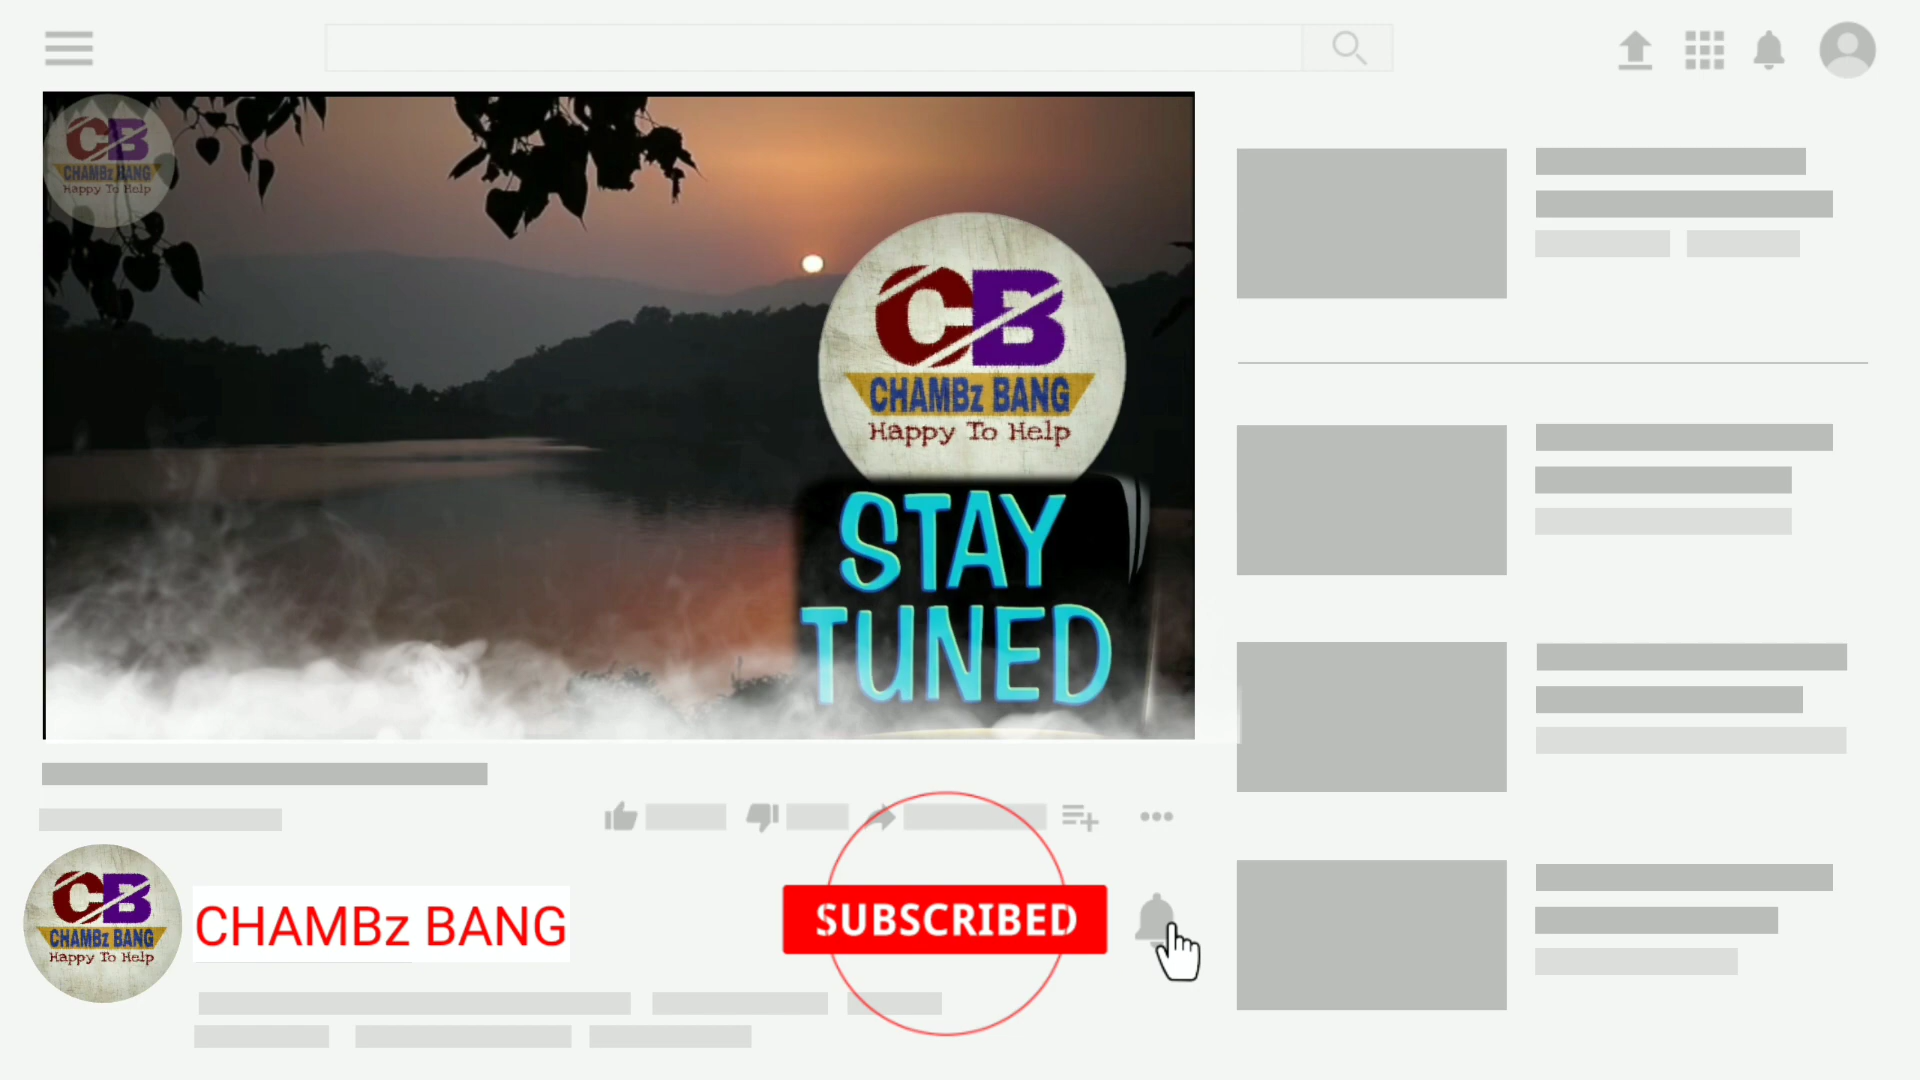 CB
CHAMBz BANG
Happy To Help
CB
CHAMBz BANG
Happy To Help
STAY
TUNED
CB
CHAMBz BANG
Happy To Help
CHAMBz BANG
SUBSCRIBED